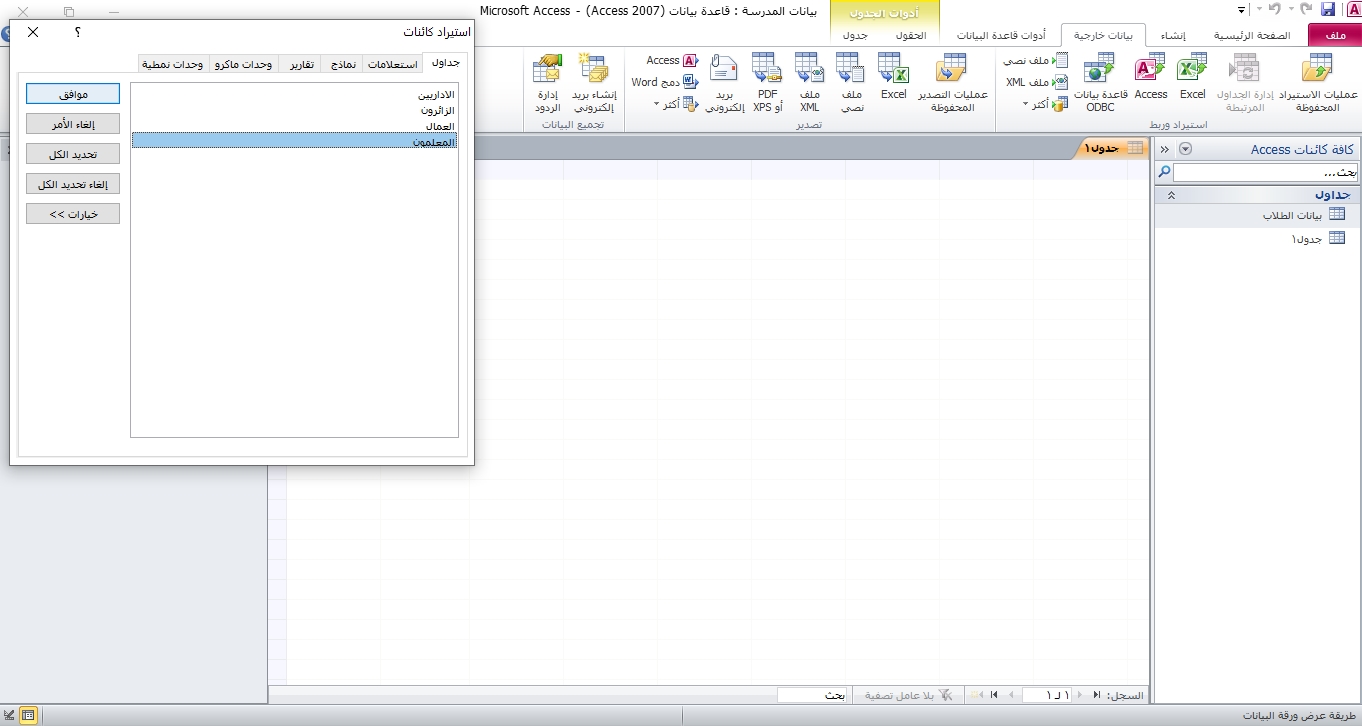 بيانات المدرسة : قاعدة بيانات (Access 2007) - Microsoft Access
أدوات الجدول
ملف
الصفحة الرئيسية
إنشاء
بيانات خارجية
أدوات قاعدة البيانات
الحقول
جدول
عمليات الاستيراد المحفوظة
إدارة الجداول المرتبطة
Excel
Access
قاعدة بيانات ODBC
ملف نصي
ملف XML
أكثر
استيراد وربط
عمليات التصدير المحفوظة
Excel
ملف نصي
ملف XML
PDF أو XPS
بريد إلكتروني
Access
دمج Word
أكثر
تصدير
إنشاء بريد إلكتروني
إدارة الردود
تجميع البيانات
كافة كائنات Access
بحث...
جداول
بيانات الطلاب
جدول١
جدول١
استيراد كائنات
؟
جداول
استعلامات
نماذج
تقارير
وحدات ماكرو
وحدات نمطية
الاداريين
الزائرون
العمال
المعلمون
موافق
إلغاء الأمر
تحديد الكل
إلغاء تحديد الكل
خيارات >>
السجل:
١ لـ ١
بلا عامل تصفية
بحث
طريقة عرض ورقة البيانات